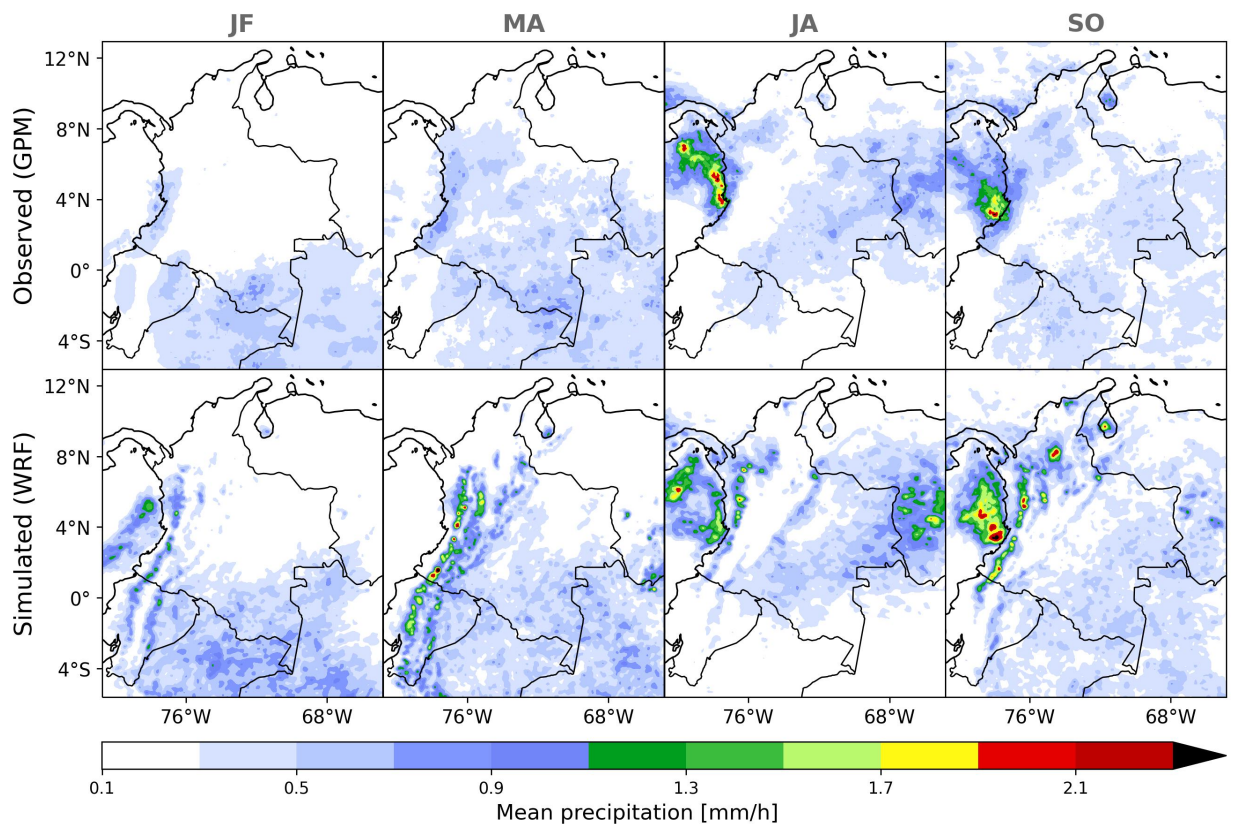 JF MA JA SO
Observed (GPM)
12°N
8°N
4°N
0°
4°S
Simulated (WRF)
12°N
8°N
4°N
0°
4°S
76°W 68°W 76°W 68°W 76°W 68°W 76°W 68°W
0.1 0.5 0.9 1.3 1.7 2.1
Mean precipitation [mm/h]